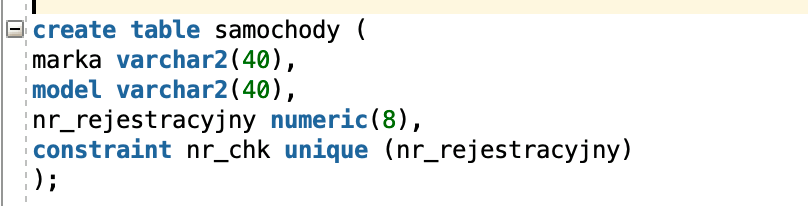 create table samochody (
marka varchar2(40),
model varchar2(40),
nr_rejestracyjny numeric(8),
constraint nr_chk unique (nr_rejestracyjny)
);